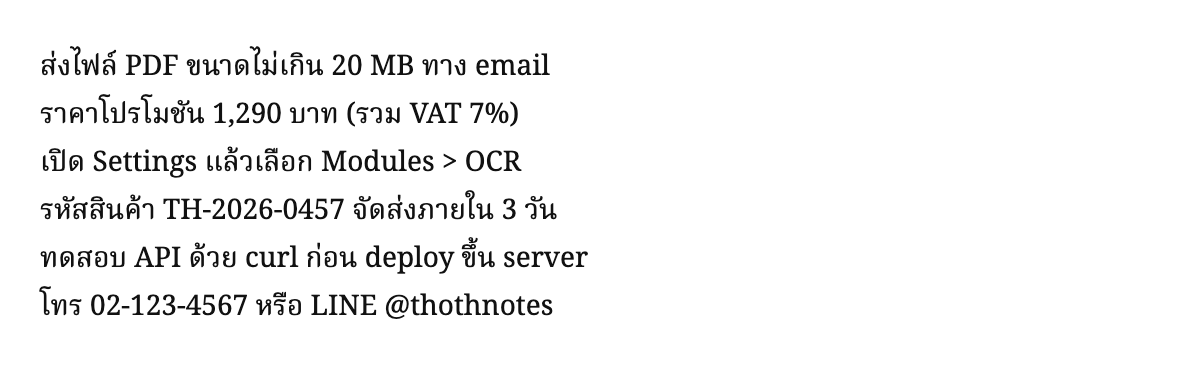 ส่งไฟล์ PDF ขนาดไม่เกิน 20 MB ทาง email
ราคาโปรโมชัน 1,290 บาท (รวม VAT 7%)
เปิด Settings แล้วเลือก Modules > OCR
รหัสสินค้า TH-2026-0457 จัดส่งภายใน 3 วัน
ทดสอบ API ด้วย curl ก่อน deploy ขึ้น server
โทร 02-123-4567 หรือ LINE @thothnotes